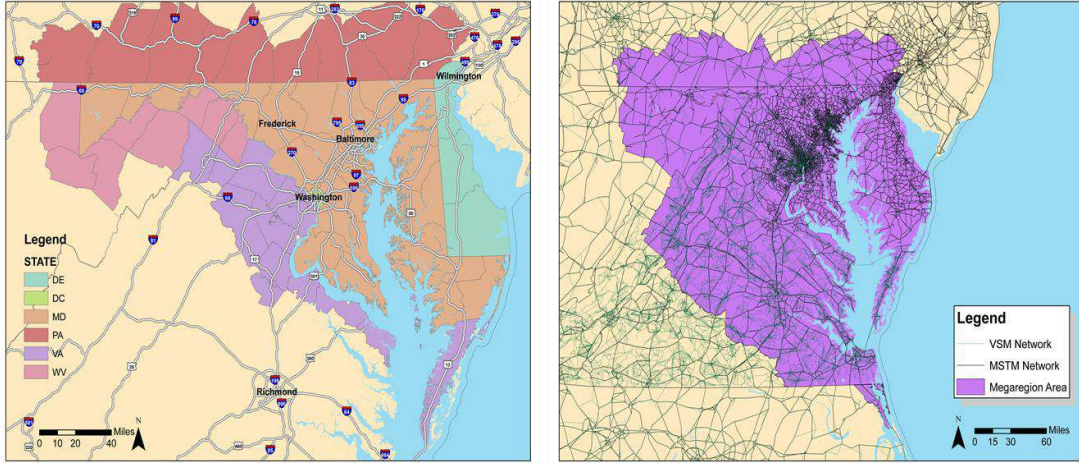 Wilmington
Frederick
Baltimore
Washington
Richmond
Legend
STATE
DE
DC
MD
PA
VA
WV
Miles
0 10 20 40
N
Legend
VSM Network
MSTM Network
Megaregion Area
N
Miles
0 15 30 60